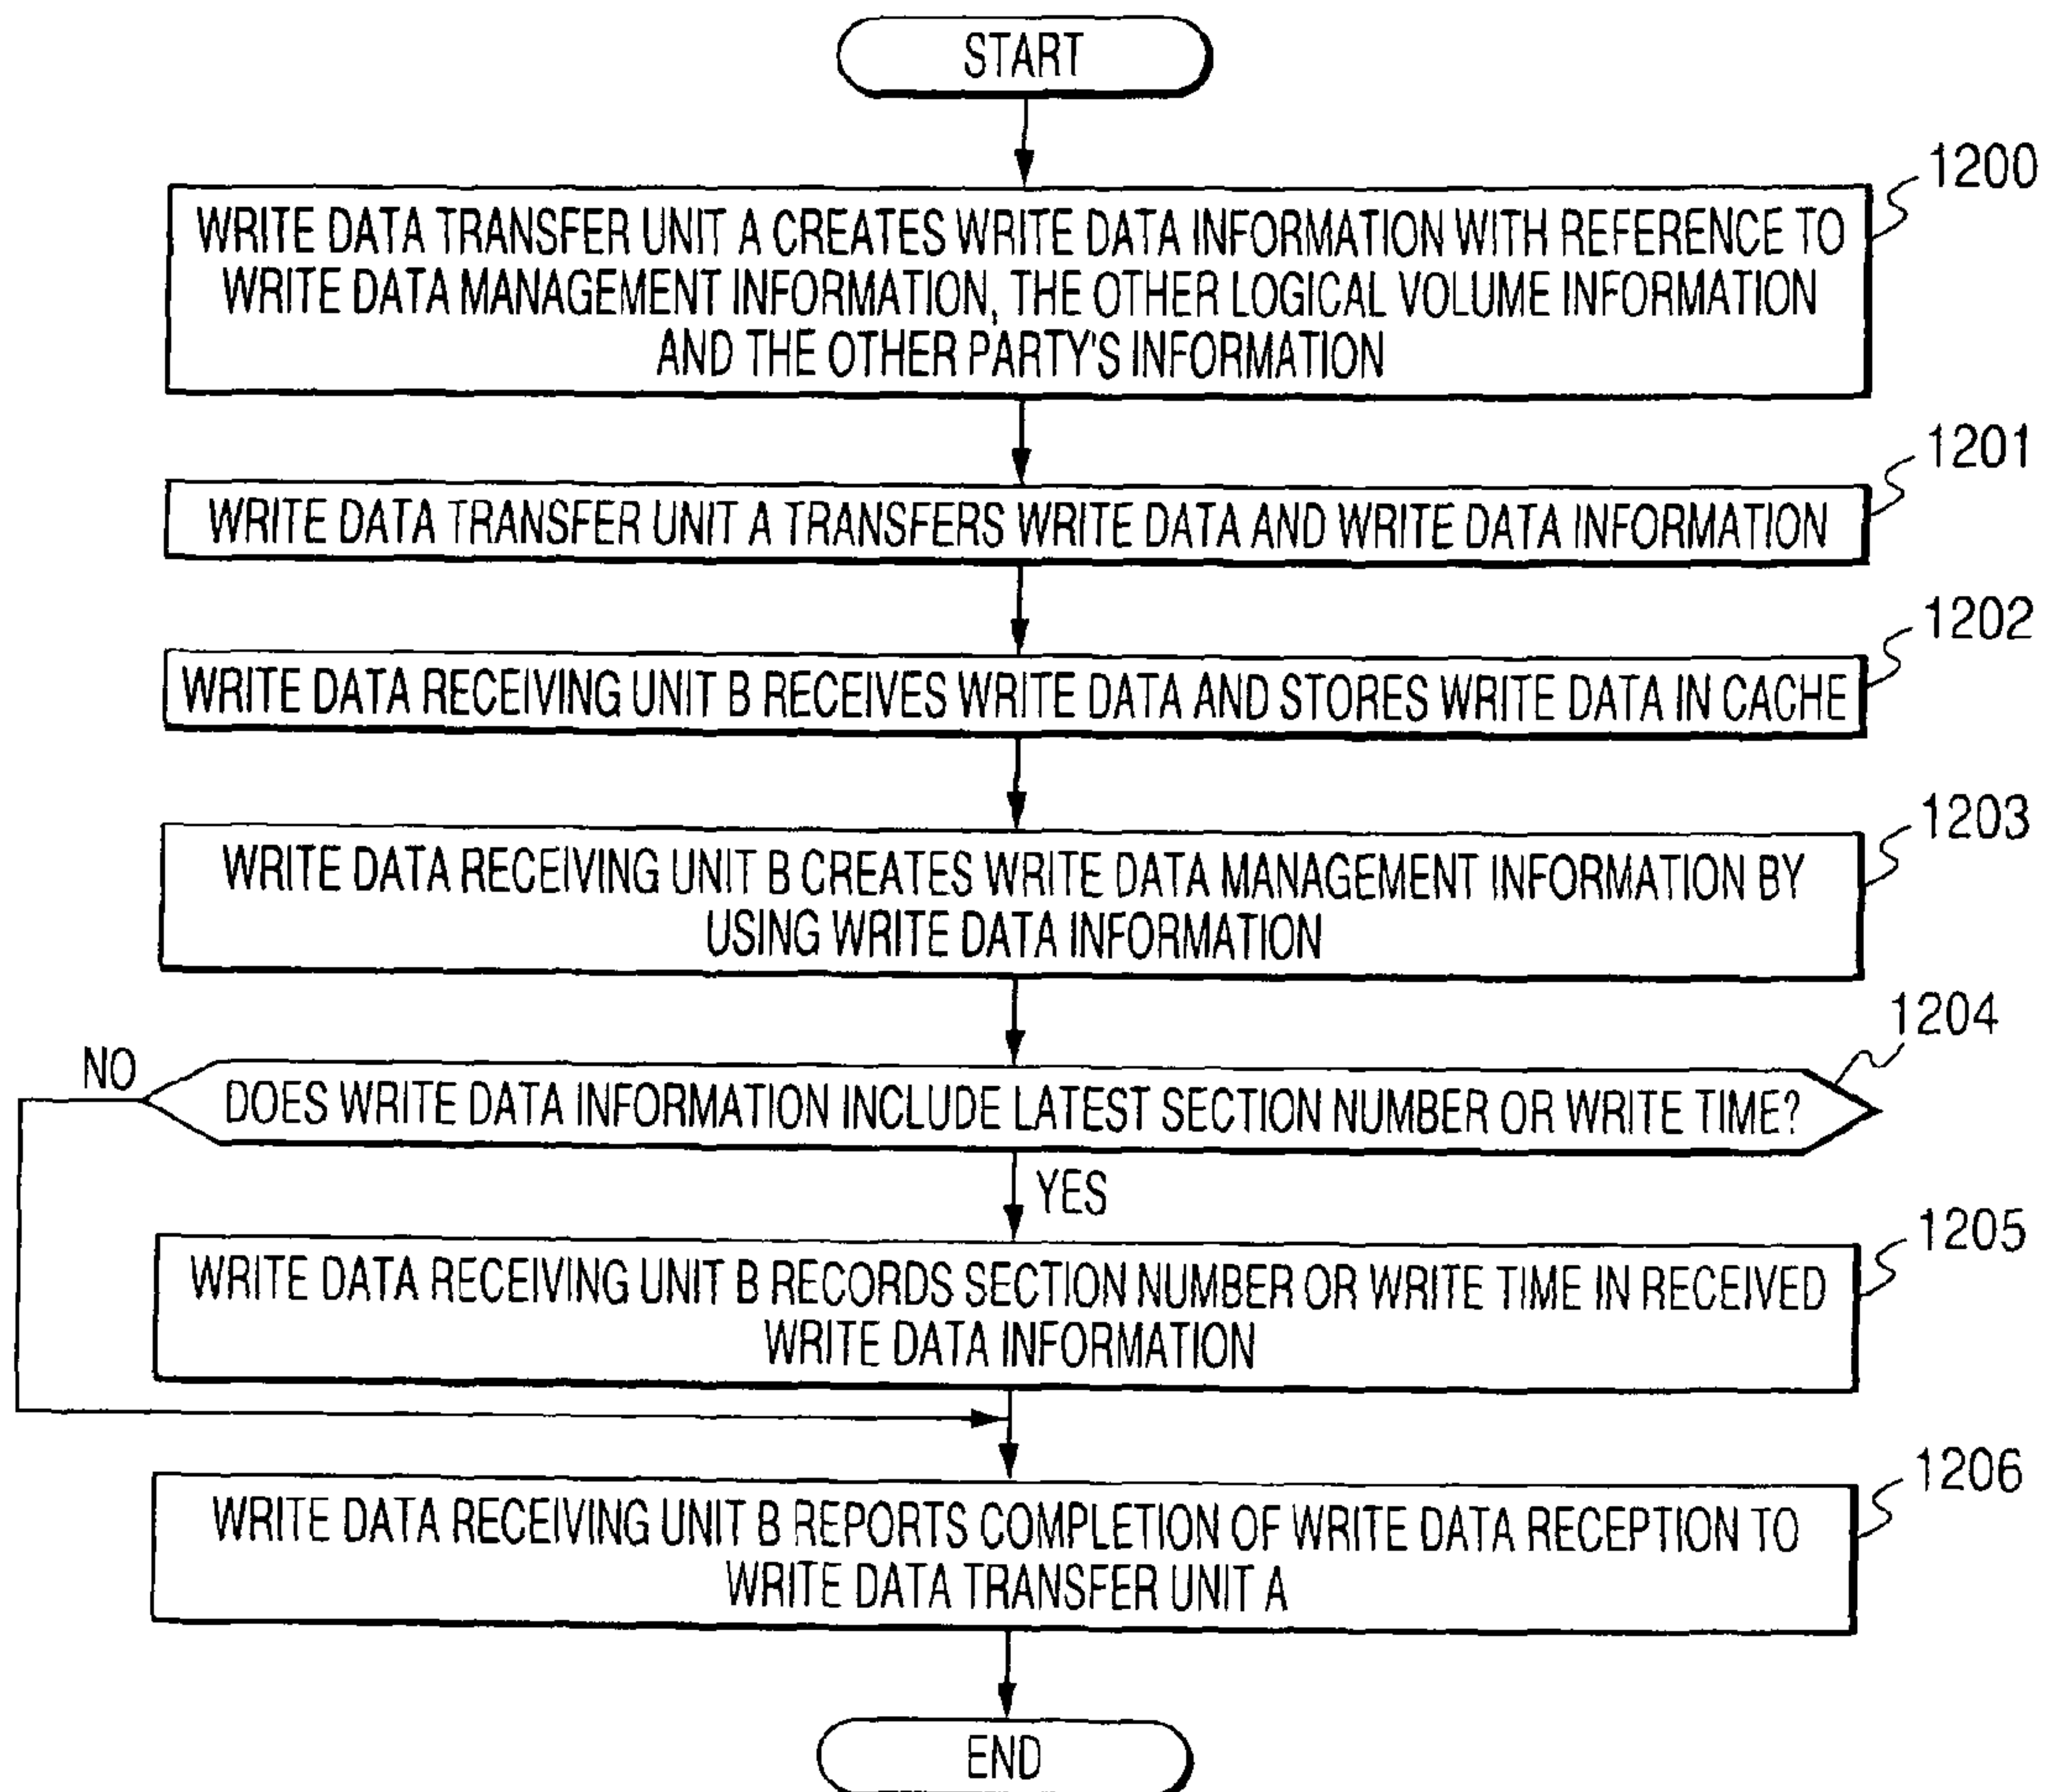 START
1200
WRITE DATA TRANSFER UNIT A CREATES WRITE DATA INFORMATION WITH REFERENCE TO
WRITE DATA MANAGEMENT INFORMATION, THE OTHER LOGICAL VOLUME INFORMATION
AND THE OTHER PARTY'S INFORMATION
1201
WRITE DATA TRANSFER UNIT A TRANSFERS WRITE DATA AND WRITE DATA INFORMATION
1202
WRITE DATA RECEIVING UNIT B RECEIVES WRITE DATA AND STORES WRITE DATA IN CACHE
1203
WRITE DATA RECEIVING UNIT B CREATES WRITE DATA MANAGEMENT INFORMATION BY
USING WRITE DATA INFORMATION
1204
NO
DOES WRITE DATA INFORMATION INCLUDE LATEST SECTION NUMBER OR WRITE TIME?
YES
1205
WRITE DATA RECEIVING UNIT B RECORDS SECTION NUMBER OR WRITE TIME IN RECEIVED
WRITE DATA INFORMATION
1206
WRITE DATA RECEIVING UNIT B REPORTS COMPLETION OF WRITE DATA RECEPTION TO
WRITE DATA TRANSFER UNIT A
END